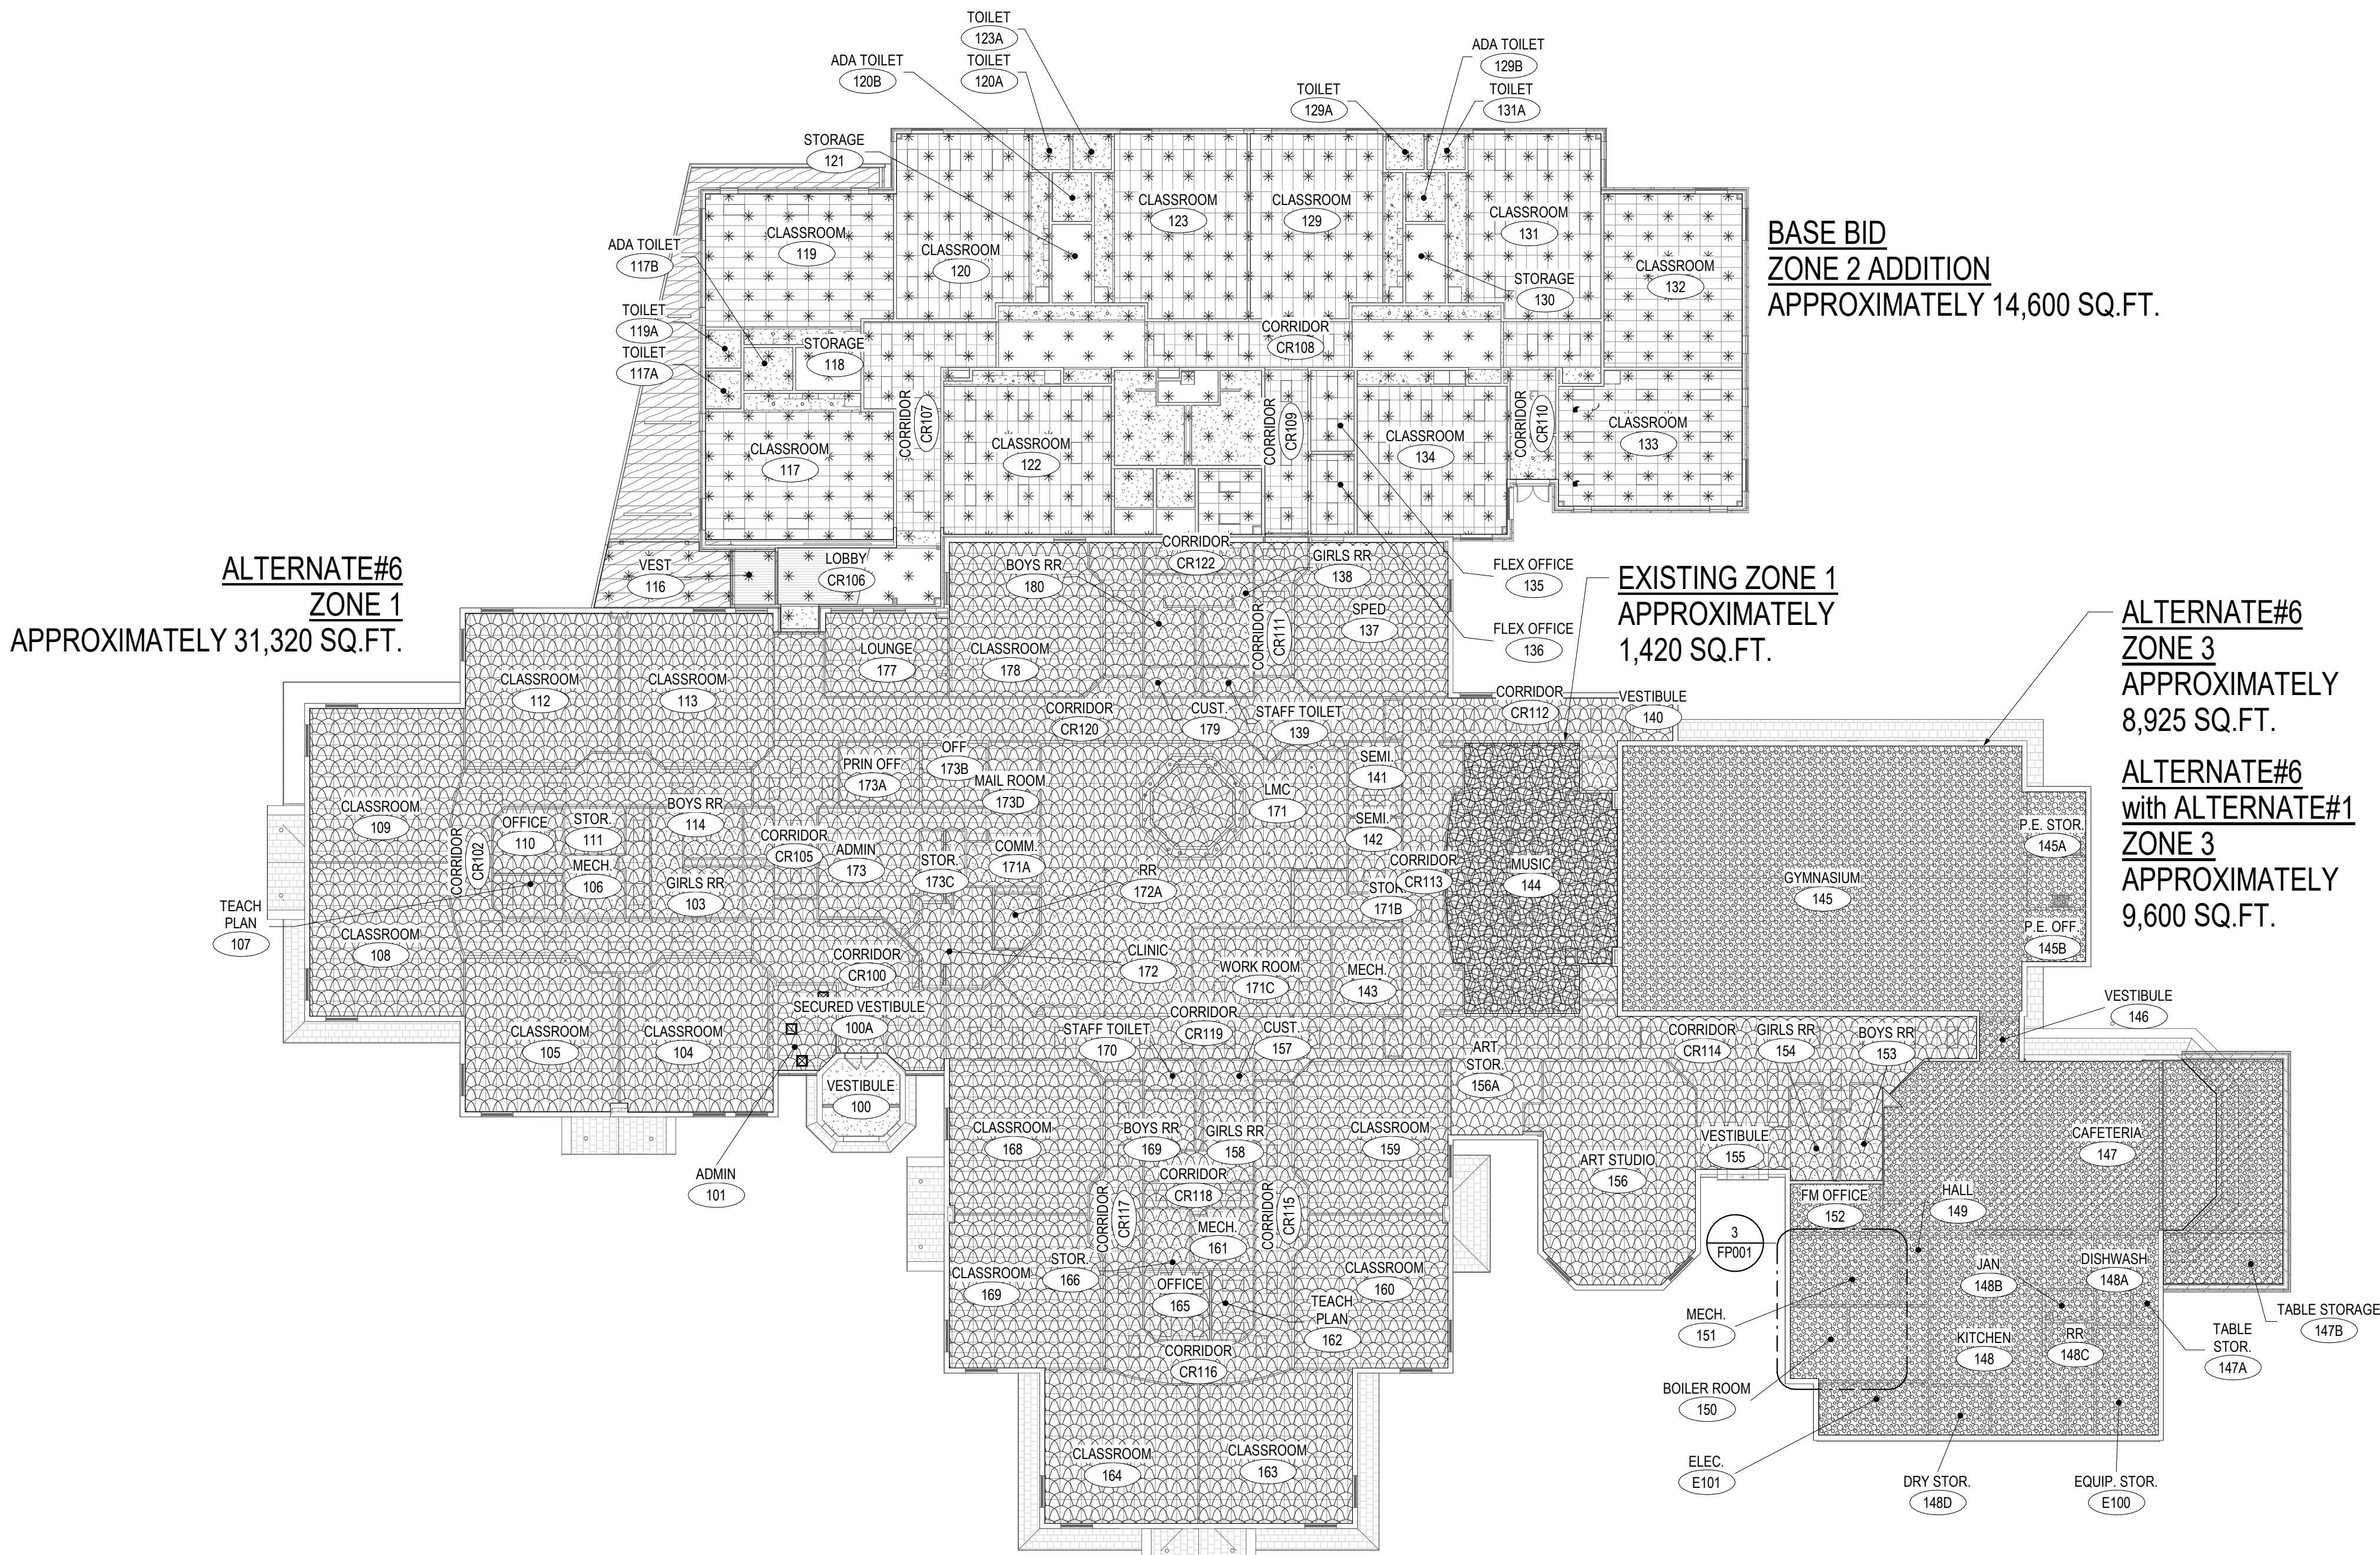 TOILET
123A
TOILET
120A
ADA TOILET
120B
STORAGE
121
ADA TOILET
129B
TOILET
129A
TOILET
131A
CLASSROOM
119
CLASSROOM
120
CLASSROOM
123
CLASSROOM
129
CLASSROOM
131
CLASSROOM
132
STORAGE
130
BASE BID
ZONE 2 ADDITION
APPROXIMATELY 14,600 SQ.FT.
ADA TOILET
117B
TOILET
119A
TOILET
117A
STORAGE
118
CORRIDOR
CR108
CORRIDOR
CR107
CLASSROOM
117
CLASSROOM
122
CORRIDOR
CR109
CLASSROOM
134
CORRIDOR
CR110
CLASSROOM
133
ALTERNATE#6
ZONE 1
APPROXIMATELY 31,320 SQ.FT.
VEST
116
LOBBY
CR106
BOYS RR
180
CORRIDOR
CR122
GIRLS RR
138
FLEX OFFICE
135
FLEX OFFICE
136
EXISTING ZONE 1
APPROXIMATELY
1,420 SQ.FT.
ALTERNATE#6
ZONE 3
APPROXIMATELY
8,925 SQ.FT.
ALTERNATE#6
with ALTERNATE#1
ZONE 3
APPROXIMATELY
9,600 SQ.FT.
LOUNGE
177
CLASSROOM
178
CORRIDOR
CR111
SPED
137
CLASSROOM
112
CLASSROOM
113
CORRIDOR
CR120
CUST.
179
STAFF TOILET
139
CORRIDOR
CR112
VESTIBULE
140
PRIN OFF
173A
OFF
173B
MAIL ROOM
173D
LMC
171
SEMI.
141
SEMI.
142
CLASSROOM
109
CORRIDOR
CR102
OFFICE
110
STOR.
111
BOYS RR
114
MECH.
106
GIRLS RR
103
CORRIDOR
CR105
ADMIN
173
STOR.
173C
COMM.
171A
RR
172A
CORRIDOR
CR113
STOR.
171B
MUSIC
144
GYMNASIUM
145
P.E. STOR.
145A
P.E. OFF.
145B
TEACH
PLAN
107
CLASSROOM
108
CORRIDOR
CR100
CLINIC
172
WORK ROOM
171C
MECH.
143
SECURED VESTIBULE
100A
CLASSROOM
105
CLASSROOM
104
STAFF TOILET
170
CORRIDOR
CR119
CUST.
157
ART
STOR.
156A
CORRIDOR
CR114
GIRLS RR
154
BOYS RR
153
VESTIBULE
146
VESTIBULE
100
ADMIN
101
CLASSROOM
168
BOYS RR
169
GIRLS RR
158
CLASSROOM
159
CORRIDOR
CR118
CORRIDOR
CR117
CORRIDOR
CR115
MECH.
161
ART STUDIO
156
VESTIBULE
155
CAFETERIA
147
FM OFFICE
152
HALL
149
3
FP001
STOR.
166
CLASSROOM
169
OFFICE
165
CLASSROOM
160
TEACH
PLAN
162
CORRIDOR
CR116
JAN
148B
DISHWASH
148A
MECH.
151
KITCHEN
148
RR
148C
TABLE STORAGE
147B
TABLE
STOR.
147A
BOILER ROOM
150
CLASSROOM
164
CLASSROOM
163
ELEC.
E101
DRY STOR.
148D
EQUIP. STOR.
E100